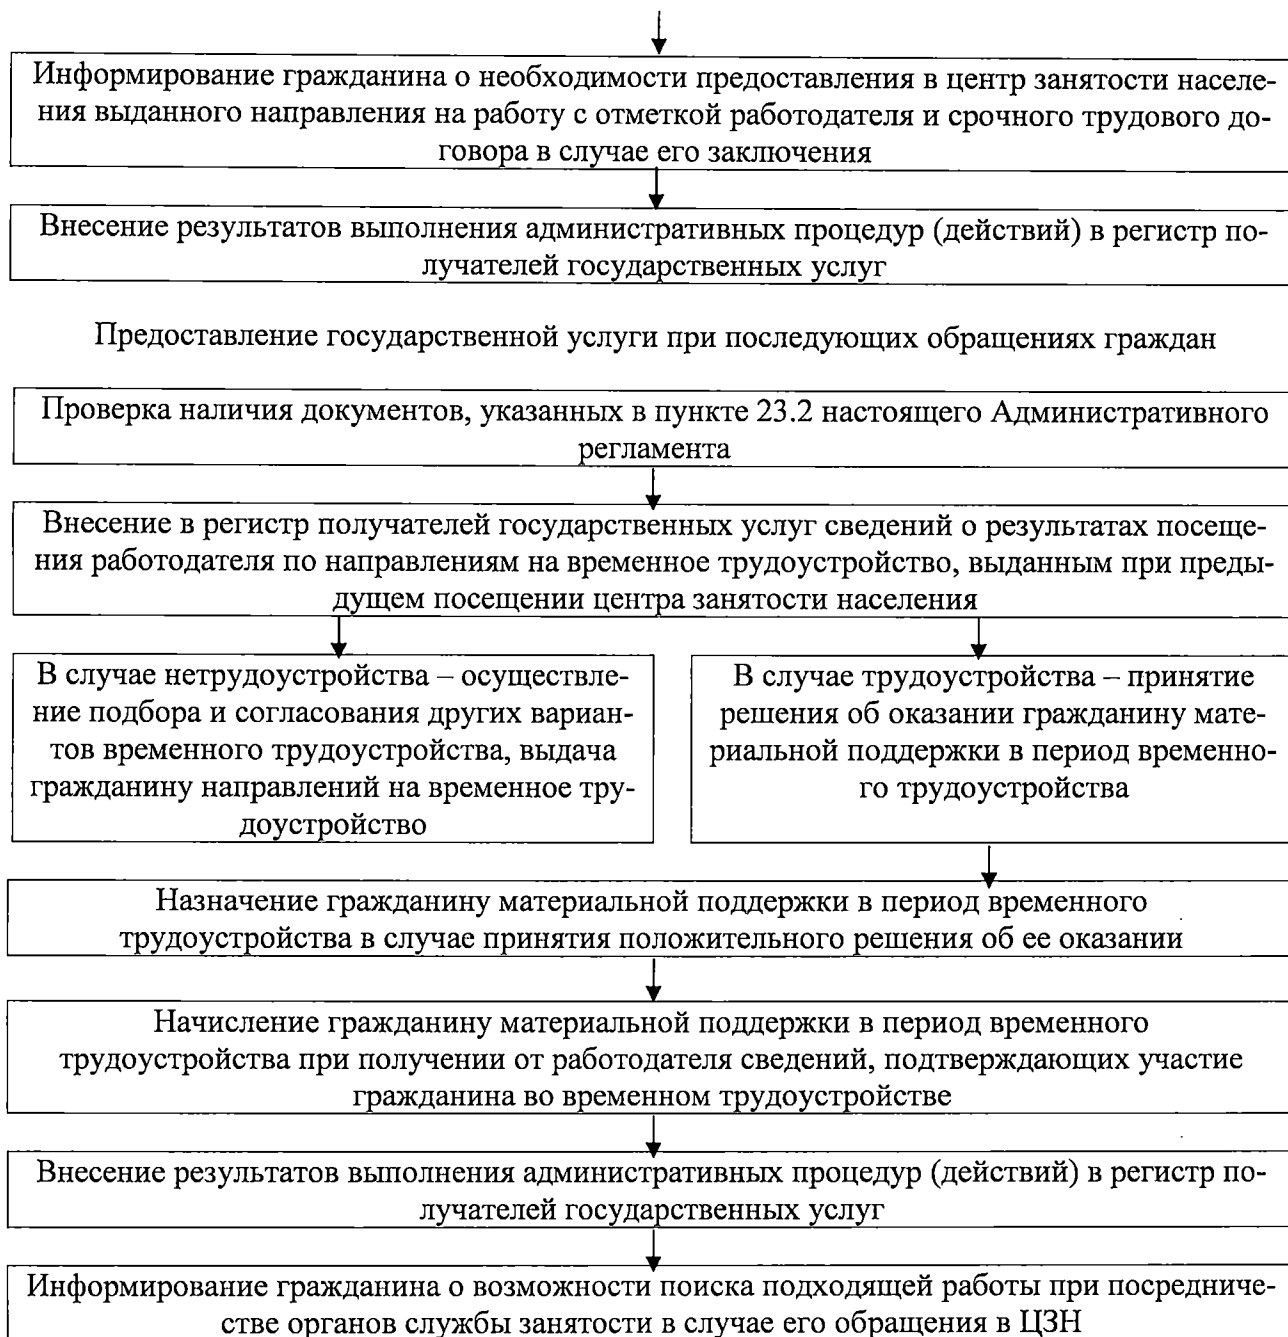 Информирование гражданина о необходимости предоставления в центр занятости населе-
ния выданного направления на работу с отметкой работодателя и срочного трудового до-
говора в случае его заключения
Внесение результатов выполнения административных процедур (действий) в регистр по-
лучателей государственных услуг
Предоставление государственной услуги при последующих обращениях граждан
Проверка наличия документов, указанных в пункте 23.2 настоящего Административного
регламента
Внесение в регистр получателей государственных услуг сведений о результатах посеще-
ния работодателя по направлениям на временное трудоустройство, выданным при преды-
дущем посещении центра занятости населения
В случае нетрудоустройства – осуществле-
ние подбора и согласования других вариан-
тов временного трудоустройства, выдача
гражданину направлений на временное тру-
доустройство
В случае трудоустройства – принятие
решения об оказании гражданину мате-
риальной поддержки в период временно-
го трудоустройства
Назначение гражданину материальной поддержки в период временного
трудоустройства в случае принятия положительного решения об ее оказании
Начисление гражданину материальной поддержки в период временного
трудоустройства при получении от работодателя сведений, подтверждающих участие
гражданина во временном трудоустройстве
Внесение результатов выполнения административных процедур (действий) в регистр по-
лучателей государственных услуг
Информирование гражданина о возможности поиска подходящей работы при посредниче-
стве органов службы занятости в случае его обращения в ЦЗН